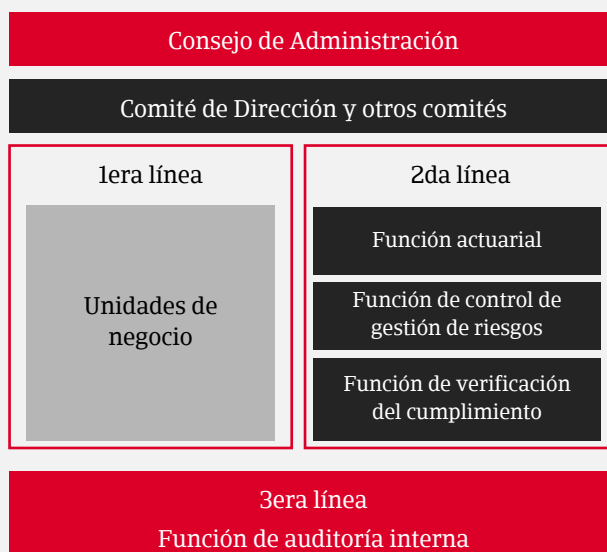 Consejo de Administración
Comité de Dirección y otros comités
1era línea
Unidades de
negocio
2da línea
Función actuarial
Función de control de
gestión de riesgos
Función de verificación
del cumplimiento
3era línea
Función de auditoría interna